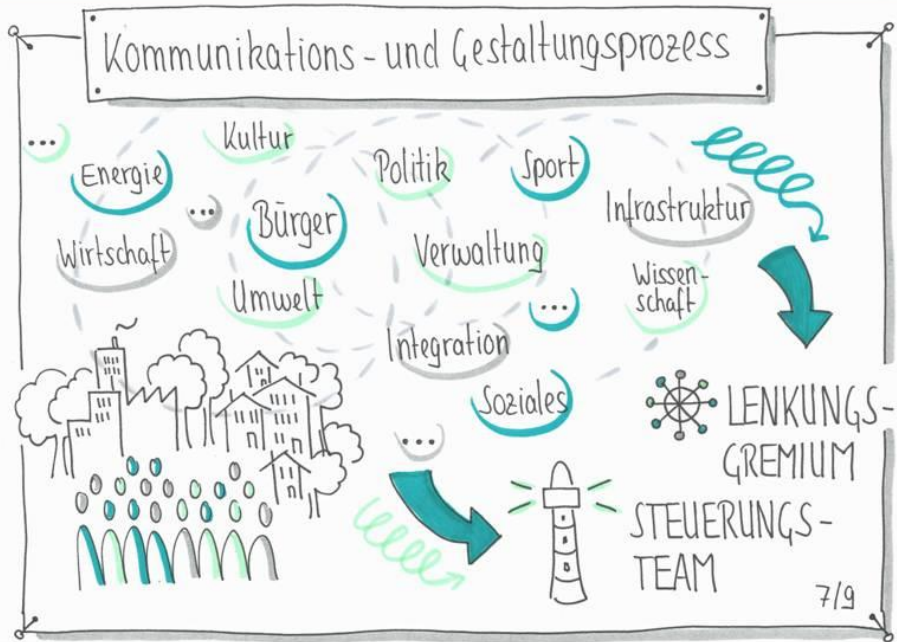 Kommunikations- und Gestaltungsprozess
...
Kultur
Energie
Politik
Sport
...
Bürger
Infrastruktur
Wirtschaft
Verwaltung
Umwelt
Wissen-
schaft
...
Integration
Soziales
...
LENKUNGS-
GREMIUM
STEUERUNGS-
TEAM
7/9